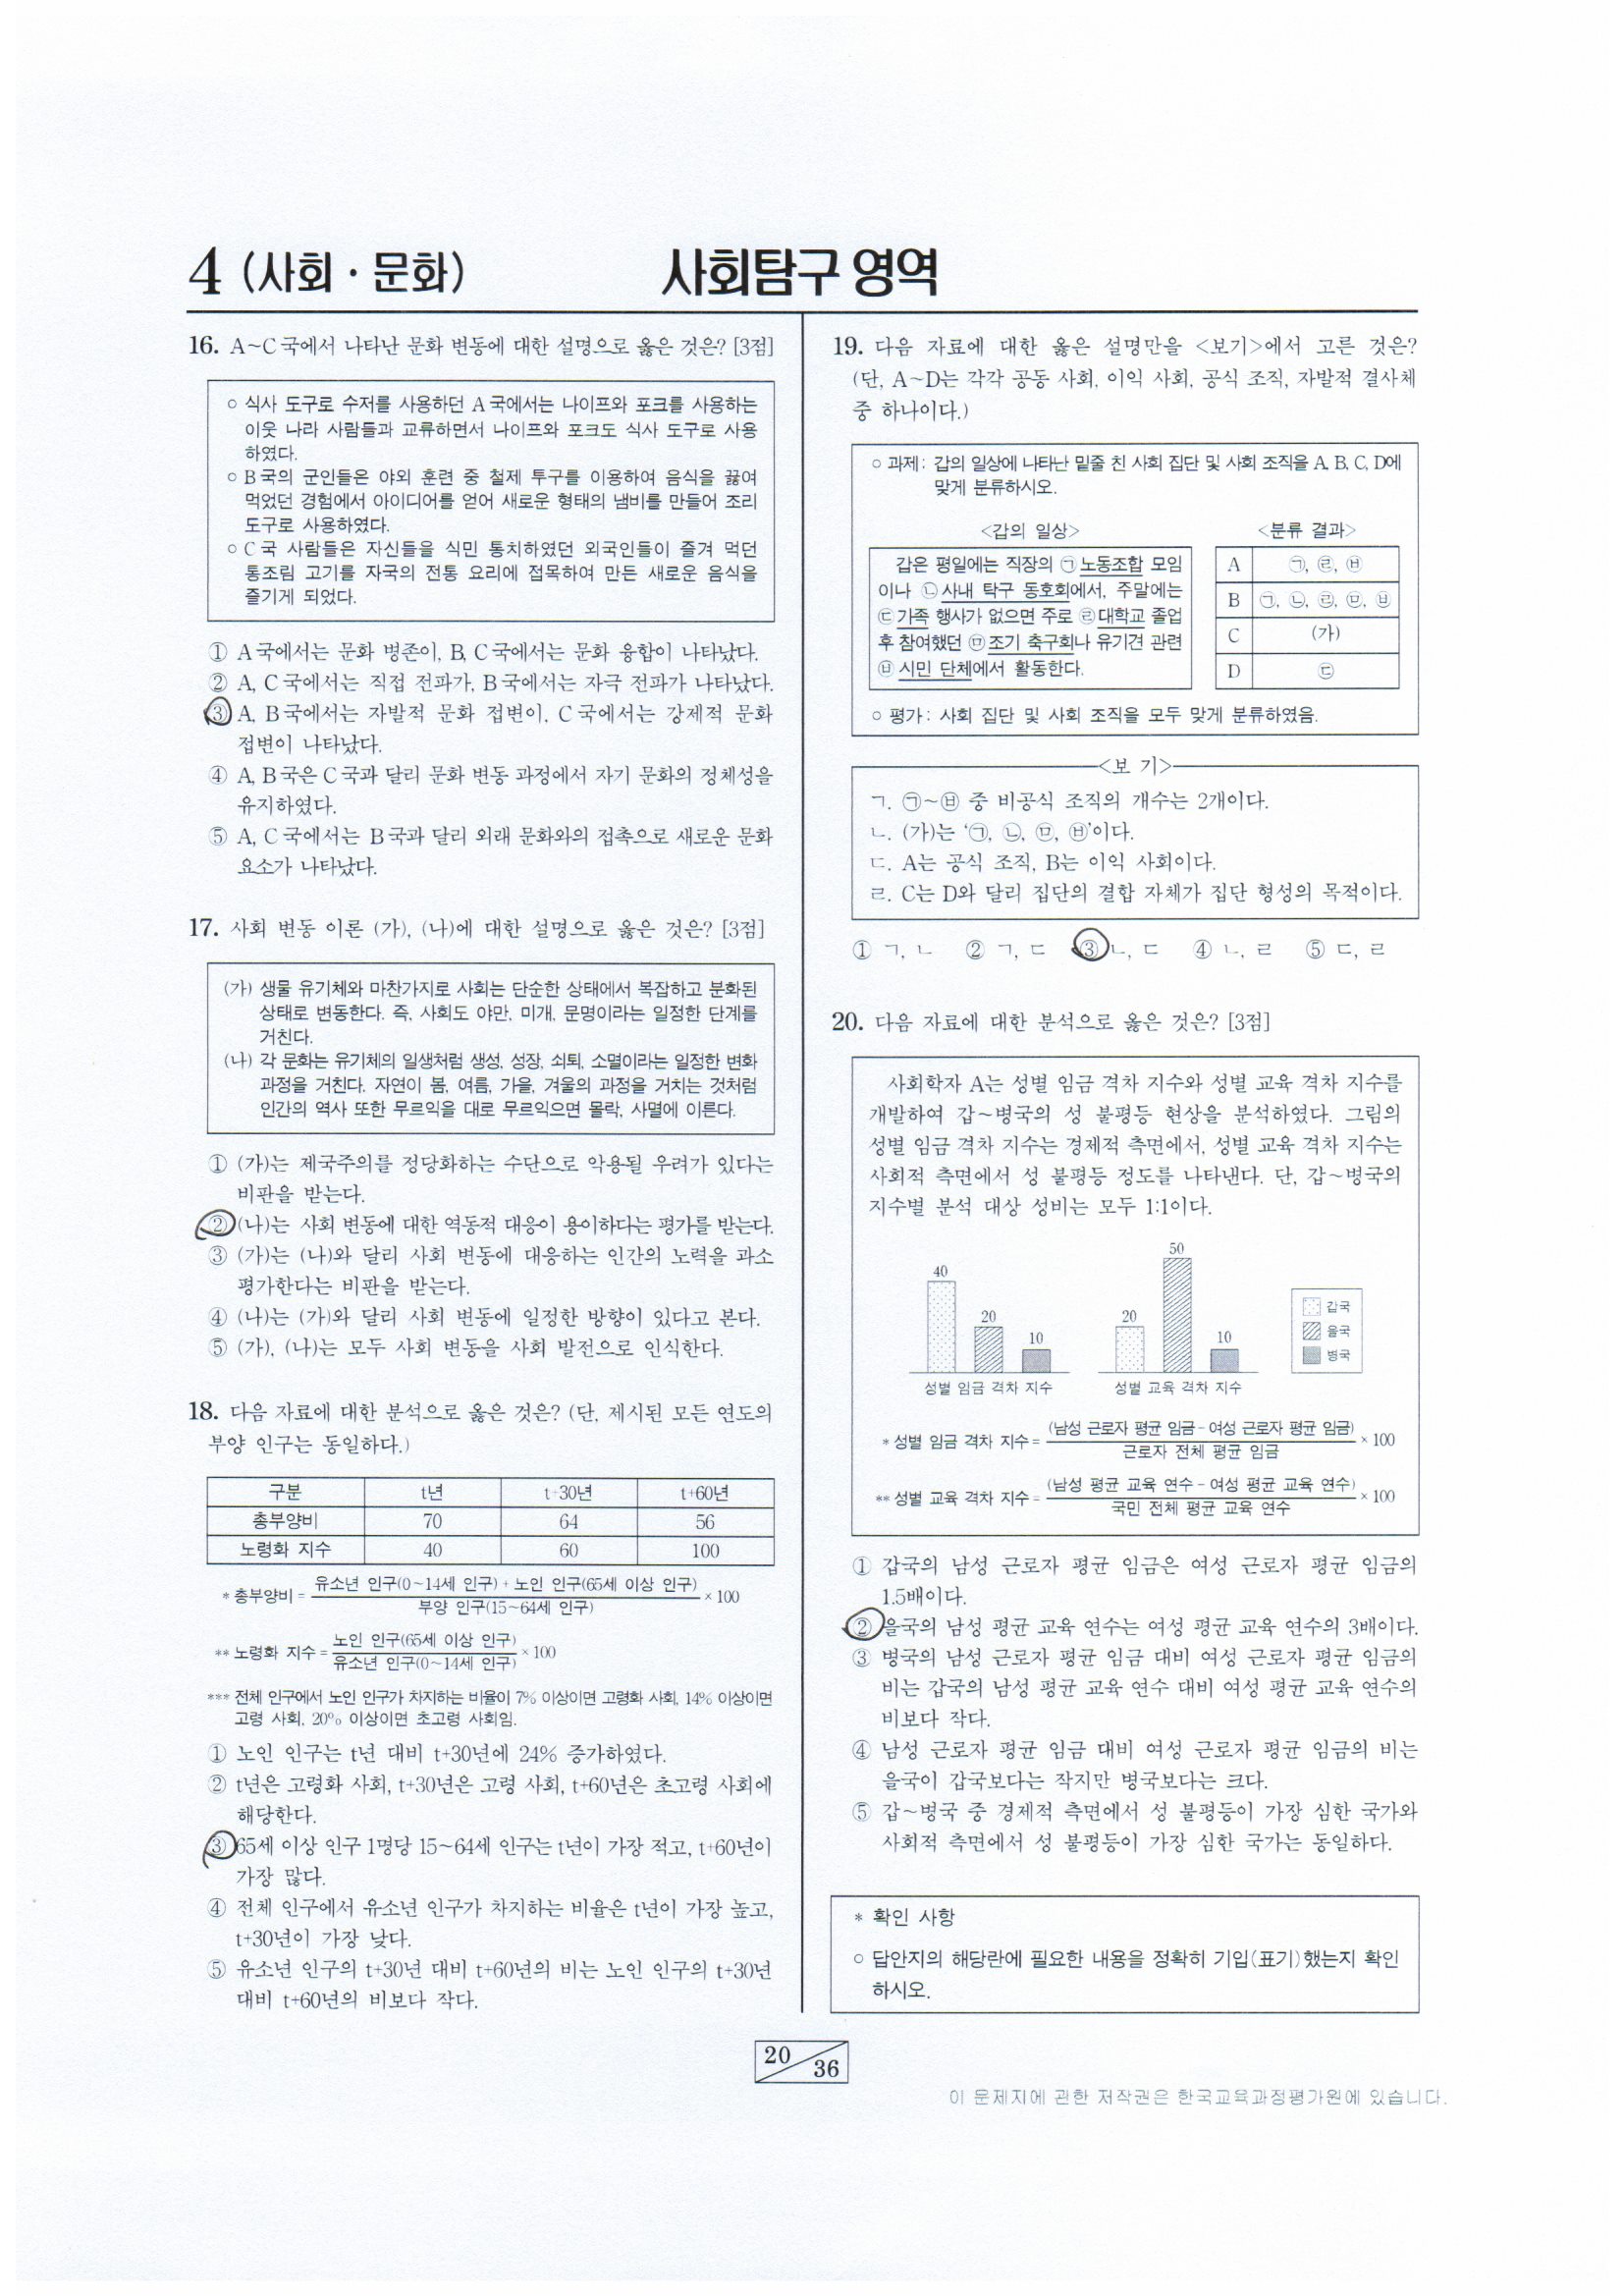 4 (사회·문화)
사회탐구 영역
16. A~C국에서 나타난 문화 변동에 대한 설명으로 옳은 것은? [3점]
○ 식사 도구로 수저를 사용하던 A국에서는 나이프와 포크를 사용하는
이웃 나라 사람들과 교류하면서 나이프와 포크도 식사 도구로 사용
하였다.
○ B국의 군인들은 야외 훈련 중 철제 투구를 이용하여 음식을 끓여
먹었던 경험에서 아이디어를 얻어 새로운 형태의 냄비를 만들어 조리
도구로 사용하였다.
○ C국 사람들은 자신들을 식민 통치하였던 외국인들이 즐겨 먹던
통조림 고기를 자국의 전통 요리에 접목하여 만든 새로운 음식을
즐기게 되었다.
① A국에서는 문화 병존이, B, C국에서는 문화 융합이 나타났다.
② A, C국에서는 직접 전파가, B국에서는 자극 전파가 나타났다.
③ A, B국에서는 자발적 문화 접변이, C국에서는 강제적 문화
접변이 나타났다.
④ A, B국은 C국과 달리 문화 변동 과정에서 자기 문화의 정체성을
유지하였다.
⑤ A, C국에서는 B국과 달리 외래 문화와의 접촉으로 새로운 문화
요소가 나타났다.
17. 사회 변동 이론 (가), (나)에 대한 설명으로 옳은 것은? [3점]
(가) 생물 유기체와 마찬가지로 사회는 단순한 상태에서 복잡하고 분화된
상태로 변동한다. 즉, 사회도 야만, 미개, 문명이라는 일정한 단계를
거친다.
(나) 각 문화는 유기체의 일생처럼 생성, 성장, 쇠퇴, 소멸이라는 일정한 변화
과정을 거친다. 자연이 봄, 여름, 가을, 겨울의 과정을 거치는 것처럼
인간의 역사 또한 무르익을 대로 무르익으면 몰락, 사멸에 이른다.
① (가)는 제국주의를 정당화하는 수단으로 악용될 우려가 있다는
비판을 받는다.
② (나)는 사회 변동에 대한 역동적 대응이 용이하다는 평가를 받는다.
③ (가)는 (나)와 달리 사회 변동에 대응하는 인간의 노력을 과소
평가한다는 비판을 받는다.
④ (나)는 (가)와 달리 사회 변동에 일정한 방향이 있다고 본다.
⑤ (가), (나)는 모두 사회 변동을 사회 발전으로 인식한다.
18. 다음 자료에 대한 분석으로 옳은 것은? (단, 제시된 모든 연도의
부양 인구는 동일하다.)
구분 t년 t+30년 t+60년
총부양비 70 64 56
노령화 지수 40 60 100
* 총부양비 = 유소년 인구(0~14세 인구) + 노인 인구(65세 이상 인구)
부양 인구(15~64세 인구) × 100
** 노령화 지수 = 노인 인구(65세 이상 인구)
유소년 인구(0~14세 인구) × 100
*** 전체 인구에서 노인 인구가 차지하는 비율이 7% 이상이면 고령화 사회, 14% 이상이면
고령 사회, 20% 이상이면 초고령 사회임.
① 노인 인구는 t년 대비 t+30년에 24% 증가하였다.
② t년은 고령화 사회, t+30년은 고령 사회, t+60년은 초고령 사회에
해당한다.
③ 65세 이상 인구 1명당 15~64세 인구는 t년이 가장 적고, t+60년이
가장 많다.
④ 전체 인구에서 유소년 인구가 차지하는 비율은 t년이 가장 높고,
t+30년이 가장 낮다.
⑤ 유소년 인구의 t+30년 대비 t+60년의 비는 노인 인구의 t+30년
대비 t+60년의 비보다 작다.
19. 다음 자료에 대한 옳은 설명만을 <보기>에서 고른 것은?
(단, A~D는 각각 공동 사회, 이익 사회, 공식 조직, 자발적 결사체
중 하나이다.)
○ 과제: 갑의 일상에 나타난 밑줄 친 사회 집단 및 사회 조직을 A, B, C, D에
맞게 분류하시오.
<갑의 일상>
갑은 평일에는 직장의 ㉠노동조합 모임
이나 ㉡사내 탁구 동호회에서, 주말에는
㉢가족 행사가 없으면 주로 ㉣대학교 졸업
후 참여했던 ㉤조기 축구회나 유기견 관련
㉥시민 단체에서 활동한다.
<분류 결과>
A ㉠, ㉣, ㉥
B ㉠, ㉡, ㉣, ㉤, ㉥
C (가)
D ㉢
○ 평가: 사회 집단 및 사회 조직을 모두 맞게 분류하였음.
<보 기>
ㄱ. ㉠~㉥ 중 비공식 조직의 개수는 2개이다.
ㄴ. (가)는 ‘㉠, ㉡, ㉤, ㉥’이다.
ㄷ. A는 공식 조직, B는 이익 사회이다.
ㄹ. C는 D와 달리 집단의 결합 자체가 집단 형성의 목적이다.
① ㄱ, ㄴ ② ㄱ, ㄷ ③ ㄴ, ㄷ ④ ㄴ, ㄹ ⑤ ㄷ, ㄹ
20. 다음 자료에 대한 분석으로 옳은 것은? [3점]
사회학자 A는 성별 임금 격차 지수와 성별 교육 격차 지수를
개발하여 갑~병국의 성 불평등 현상을 분석하였다. 그림의
성별 임금 격차 지수는 경제적 측면에서, 성별 교육 격차 지수는
사회적 측면에서 성 불평등 정도를 나타낸다. 단, 갑~병국의
지수별 분석 대상 성비는 모두 1:1이다.
40 20 10
20 50 10
갑국
을국
병국
성별 임금 격차 지수 성별 교육 격차 지수
* 성별 임금 격차 지수 = (남성 근로자 평균 임금 - 여성 근로자 평균 임금)
근로자 전체 평균 임금 × 100
** 성별 교육 격차 지수 = (남성 평균 교육 연수 - 여성 평균 교육 연수)
국민 전체 평균 교육 연수 × 100
① 갑국의 남성 근로자 평균 임금은 여성 근로자 평균 임금의
1.5배이다.
② 을국의 남성 평균 교육 연수는 여성 평균 교육 연수의 3배이다.
③ 병국의 남성 근로자 평균 임금 대비 여성 근로자 평균 임금의
비는 갑국의 남성 평균 교육 연수 대비 여성 평균 교육 연수의
비보다 작다.
④ 남성 근로자 평균 임금 대비 여성 근로자 평균 임금의 비는
을국이 갑국보다는 작지만 병국보다는 크다.
⑤ 갑~병국 중 경제적 측면에서 성 불평등이 가장 심한 국가와
사회적 측면에서 성 불평등이 가장 심한 국가는 동일하다.
* 확인 사항
○ 답안지의 해당란에 필요한 내용을 정확히 기입(표기)했는지 확인
하시오.
20 36
이 문제지에 관한 저작권은 한국교육과정평가원에 있습니다.